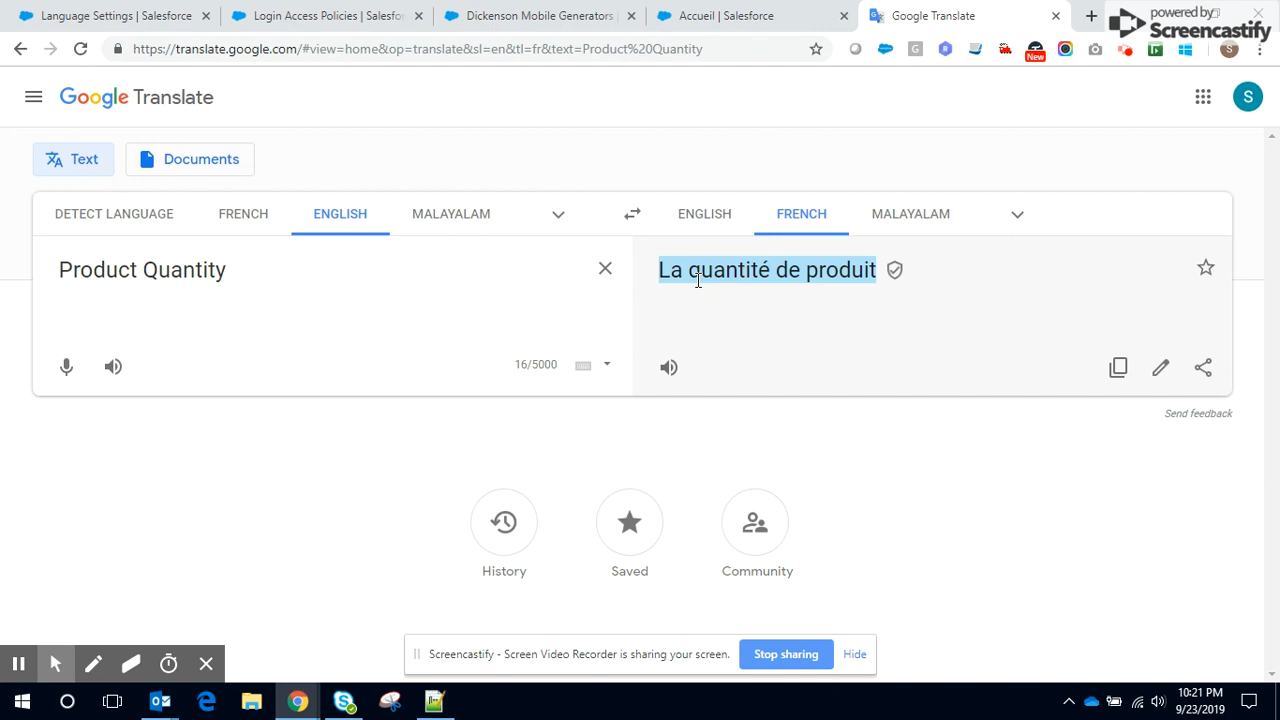 Language Settings | Salesforce
Login Access Policies | Salesfo
Dickenson Mobile Generators
Accueil | Salesforce
Google Translate
powered by
Screencastify
https://translate.google.com/#view=home&op=translate&sl=en&tl=fr&text=Product%20Quantity
G
R
New
S
Google Translate
S
Text
Documents
DETECT LANGUAGE
FRENCH
ENGLISH
MALAYALAM
ENGLISH
FRENCH
MALAYALAM
Product Quantity
La quantité de produit
16/5000
Send feedback
History
Saved
Community
Screencastify - Screen Video Recorder is sharing your screen.
Stop sharing
Hide
10:21 PM
9/23/2019